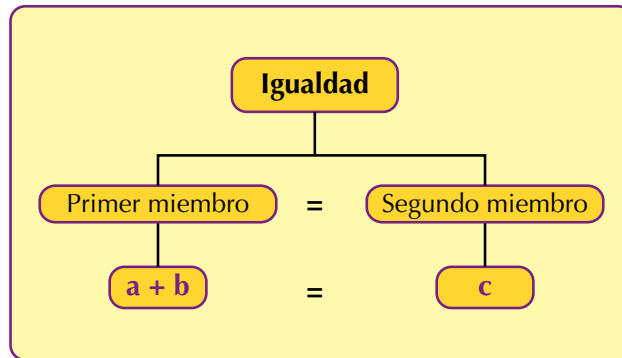 Igualdad
Primer miembro = Segundo miembro
a + b = c